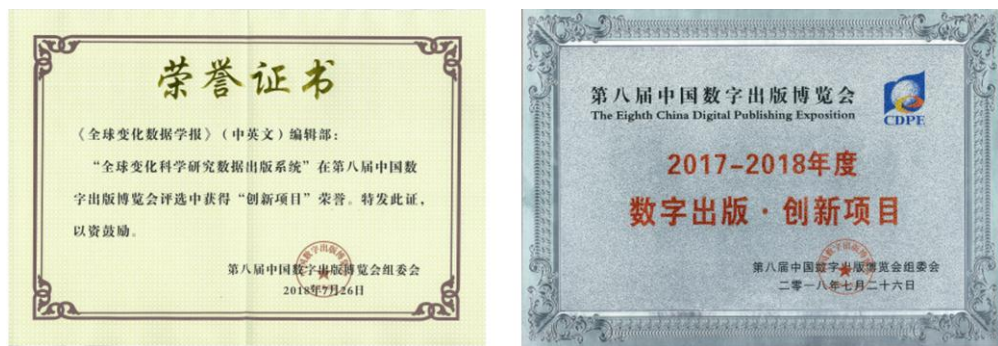 荣誉证书
《全球变化数据学报》（中英文）编辑部：
“全球变化科学研究数据出版系统”在第八届中国数
字出版博览会评选中获得“创新项目”荣誉。特发此证，
以资鼓励。
第八届中国数字出版博览会组委会
2018年7月26日
第八届中国数字出版博览会
The Eighth China Digital Publishing Exposition
CDPE
2017-2018年度
数字出版·创新项目
第八届中国数字出版博览会组委会
二零一八年七月二十六日